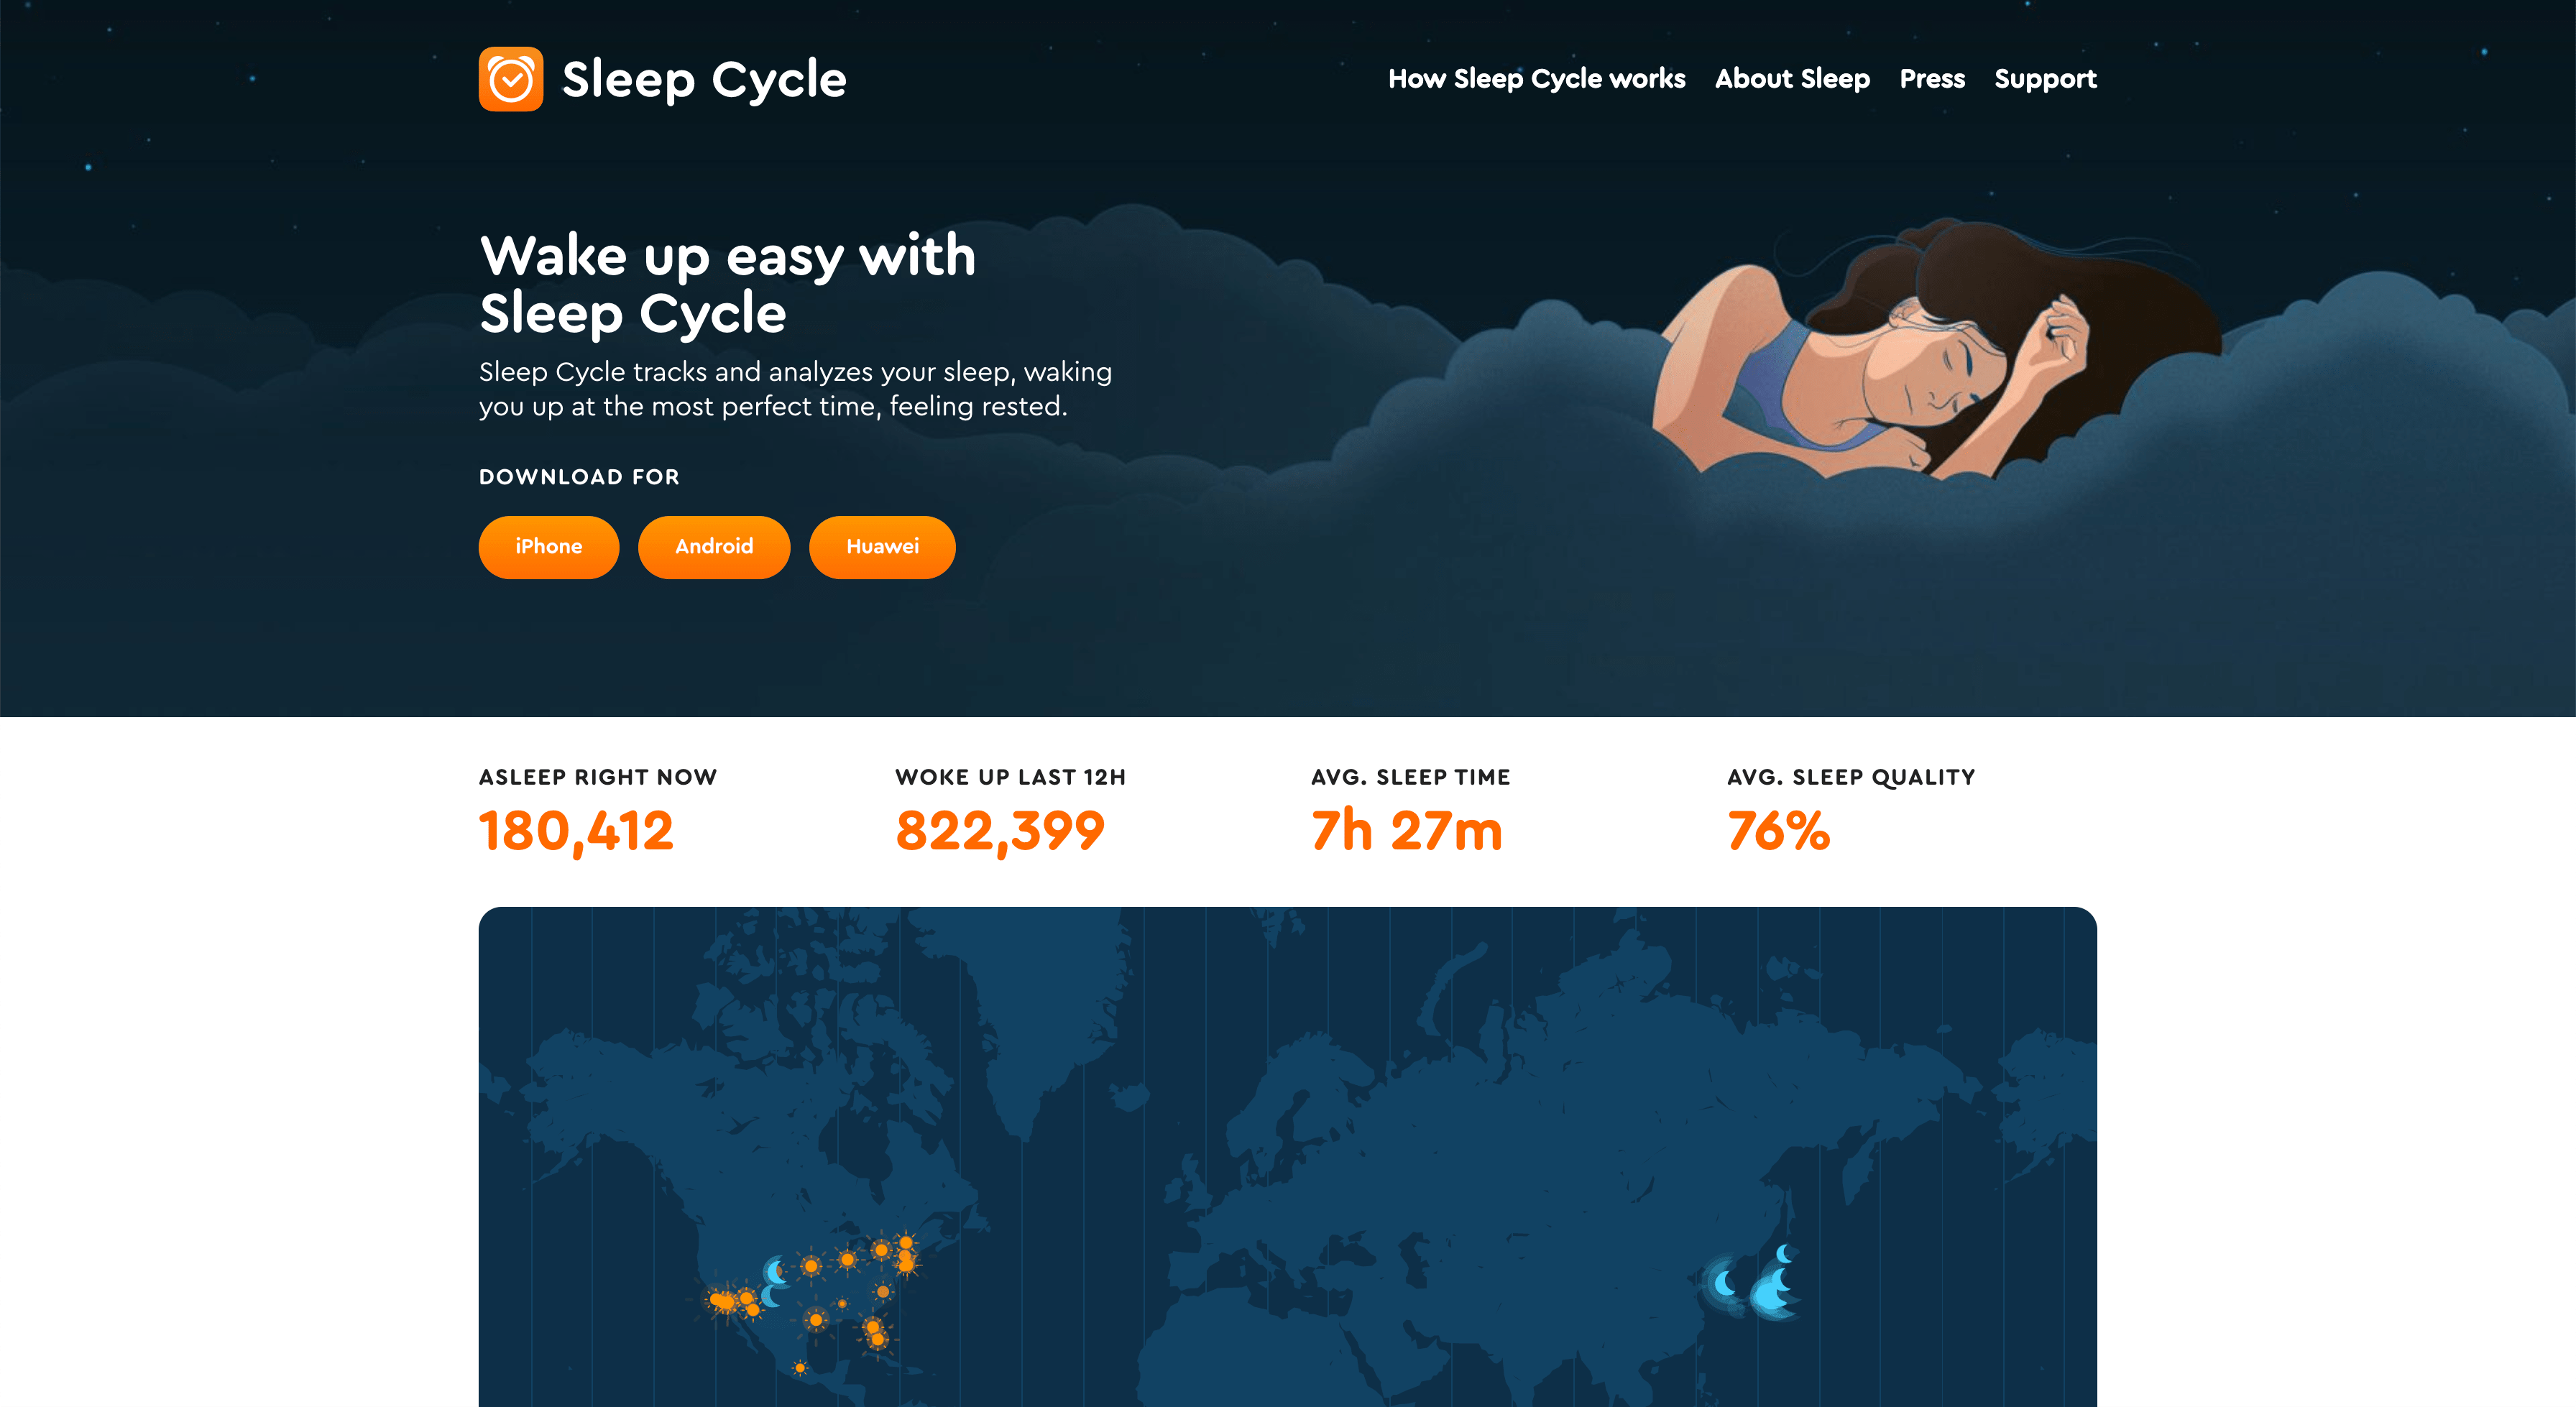 Sleep Cycle
How Sleep Cycle works
About Sleep
Press
Support
Wake up easy with
Sleep Cycle
Sleep Cycle tracks and analyzes your sleep, waking
you up at the most perfect time, feeling rested.
DOWNLOAD FOR
iPhone
Android
Huawei
ASLEEP RIGHT NOW
180,412
WOKE UP LAST 12H
822,399
AVG. SLEEP TIME
7h 27m
AVG. SLEEP QUALITY
76%